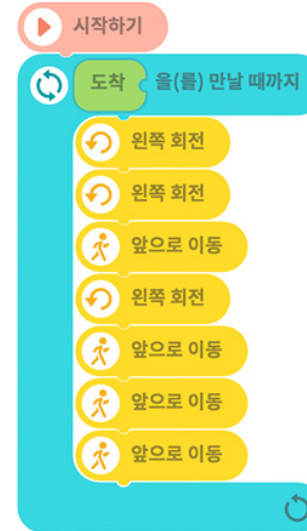 시작하기
도착 을(를) 만날 때까지
왼쪽 회전
왼쪽 회전
앞으로 이동
왼쪽 회전
앞으로 이동
앞으로 이동
앞으로 이동